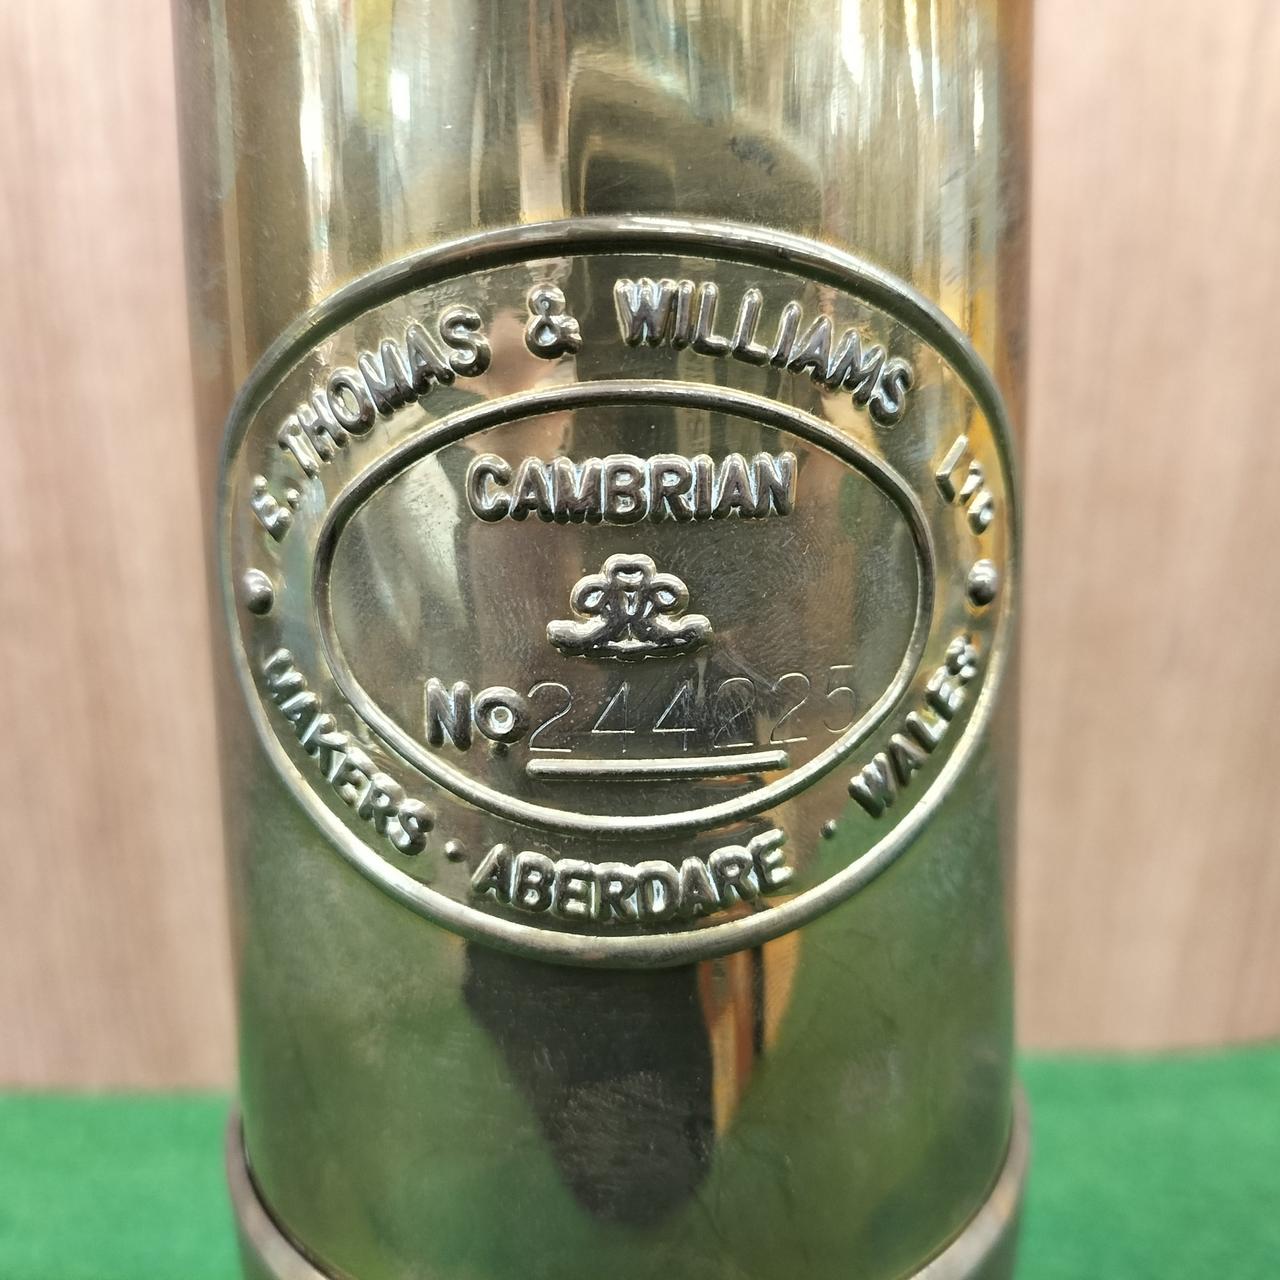 E. THOMAS & WILLIAMS LTD
CAMBRIAN
No 244225
MAKERS · ABERDARE · WALES